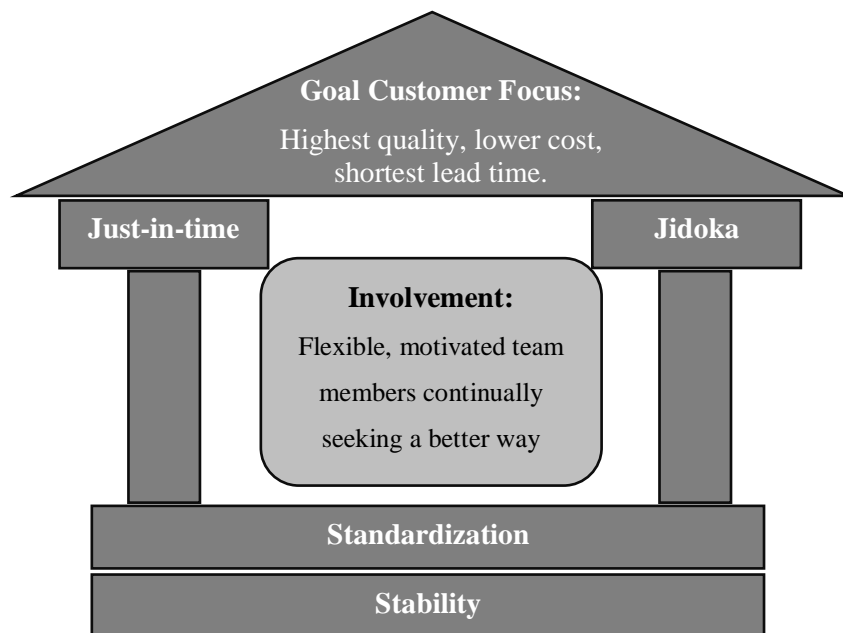 Goal Customer Focus:
Highest quality, lower cost,
shortest lead time.
Just-in-time
Jidoka
Involvement:
Flexible, motivated team
members continually
seeking a better way
Standardization
Stability